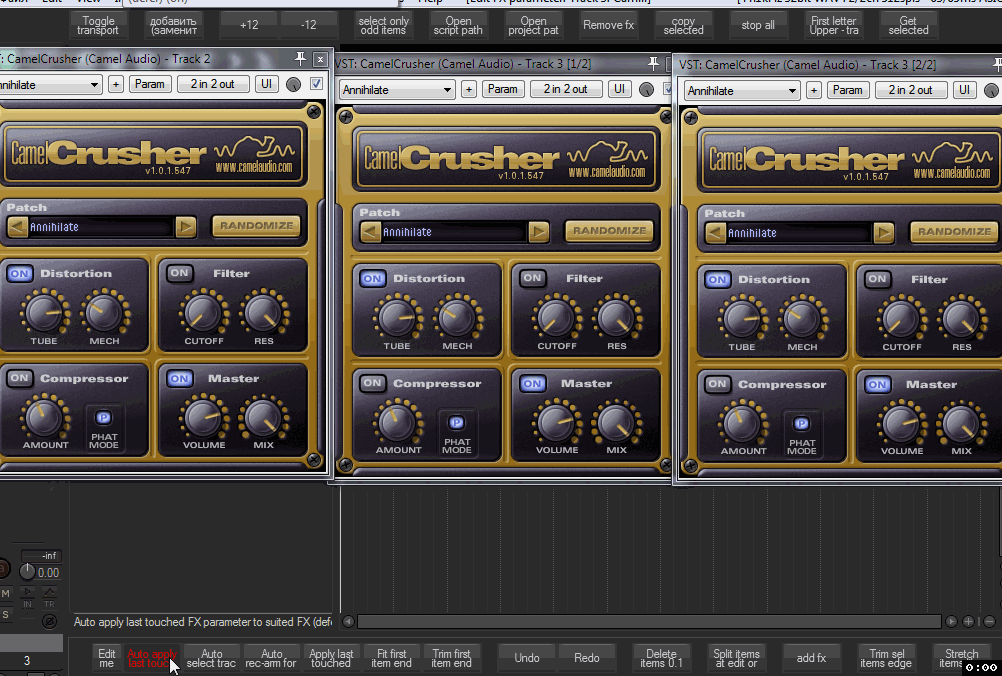 View
Help
Toggle
transport
добавить
(заменит
+12
-12
select only
odd items
Open
script path
Open
project pat
Remove fx
copy
selected
stop all
First letter
Upper - tra
Get
selected
T: CamelCrusher (Camel Audio) - Track 2
VST: CamelCrusher (Camel Audio) - Track 3 [1/2]
VST: CamelCrusher (Camel Audio) - Track 3 [2/2]
nnihilate
+
Param
2 in 2 out
UI
Annihilate
+
Param
2 in 2 out
UI
Annihilate
+
Param
2 in 2 out
UI
CamelCrusher
v1.0.1.547
www.camelaudio.com
CamelCrusher
v1.0.1.547
www.camelaudio.com
CamelCrusher
v1.0.1.547
www.camelaudio.com
Patch
Annihilate
RANDOMIZE
Patch
Annihilate
RANDOMIZE
Patch
Annihilate
RANDOMIZE
ON Distortion
TUBE MECH
ON Filter
CUTOFF RES
ON Distortion
TUBE MECH
ON Filter
CUTOFF RES
ON Distortion
TUBE MECH
ON Filter
CUTOFF RES
ON Compressor
AMOUNT
P
PHAT
MODE
ON Master
VOLUME MIX
ON Compressor
AMOUNT
P
PHAT
MODE
ON Master
VOLUME MIX
ON Compressor
AMOUNT
P
PHAT
MODE
ON Master
VOLUME MIX
-inf
0.00
M
IN
TR
S
3
Auto apply last touched FX parameter to suited FX (defe
Edit
me
Auto apply
last touc
Auto
select trac
Auto
rec-arm for
Apply last
touched
Fit first
item end
Trim first
item end
Undo
Redo
Delete
items 0.1
Split items
at edit or
add fx
Trim sel
items edge
Stretch
items
0:00